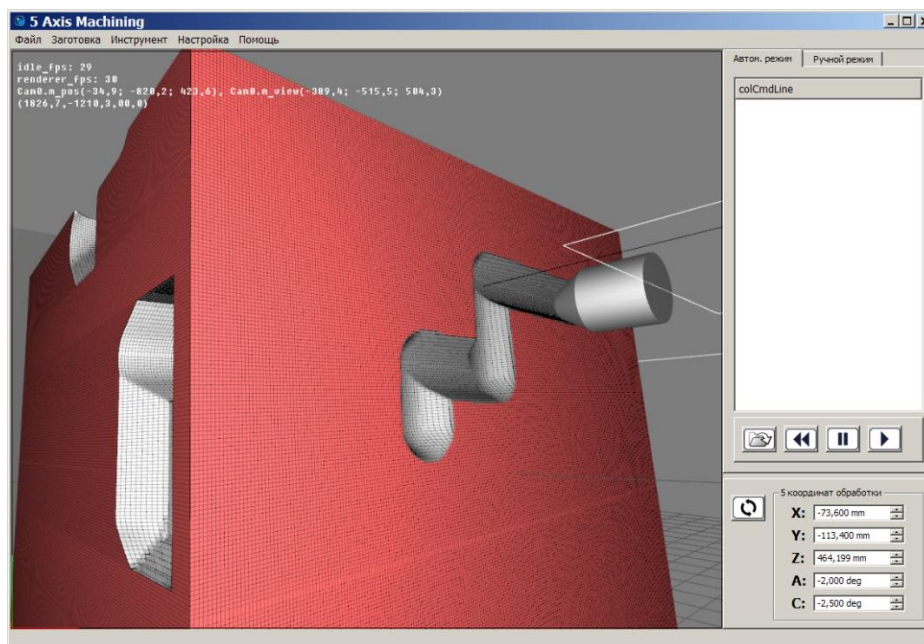 5 Axis Machining
Файл Заготовка Инструмент Настройка Помощь
idle_fps: 29
renderer_fps: 30
Cam0.m_pos(-34,9; -820,2; 423,6), Cam0.m_view(-389,4; -515,5; 504,3)
(1826,7,-1210,3,00,0)
Автом. режим Ручной режим
colCmdLine
5 координат обработки
X: -73,600 mm
Y: -113,400 mm
Z: 464,199 mm
A: -2,000 deg
C: -2,500 deg